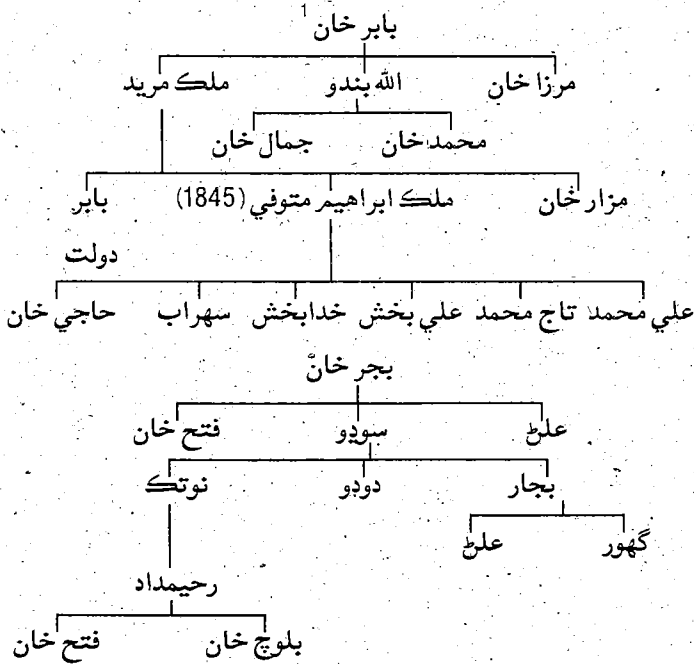 بابر خان 1
مرزا خان الله بندو ملڪ مريد
محمد خان جمال خان
مزار خان ملڪ ابراهيم متوفي (1845) بابر
دولت
علي محمد تاج محمد علي بخش خدابخش سهراب حاجي خان
بجر خان
علڻ سوڍو فتح خان
بجار دودو نوتڪ
گهور علڻ
رحيمداد
بلوچ خان فتح خان